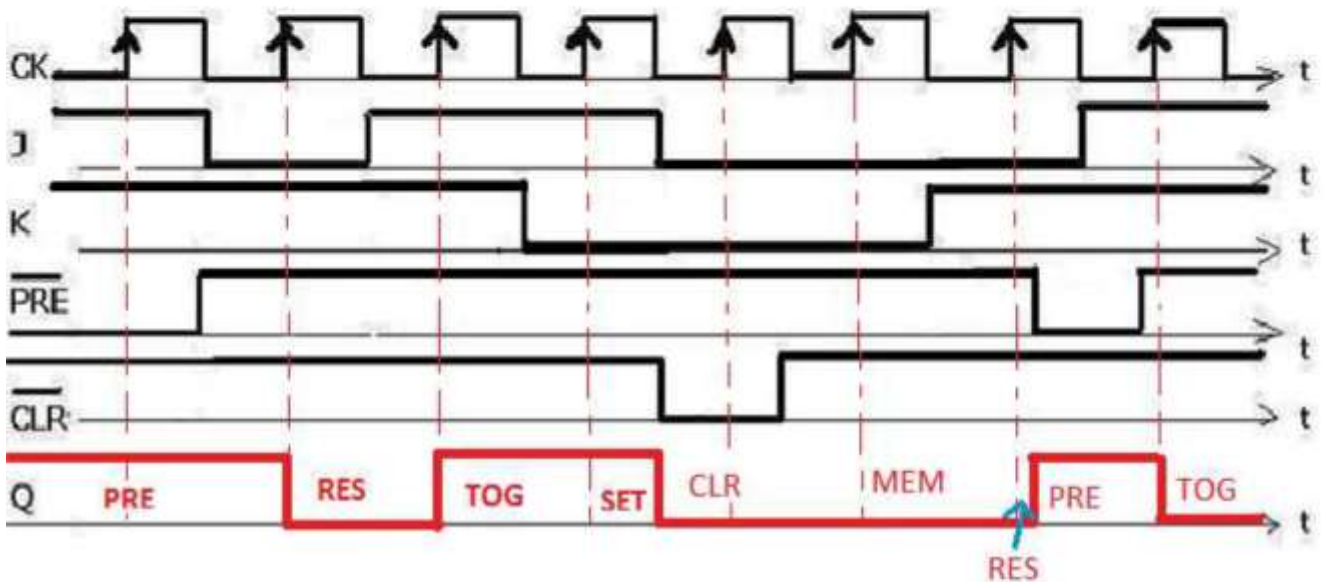 CK t
J t
K t
PRE t
CLR t
Q PRE RES TOG SET CLR MEM PRE TOG t
RES